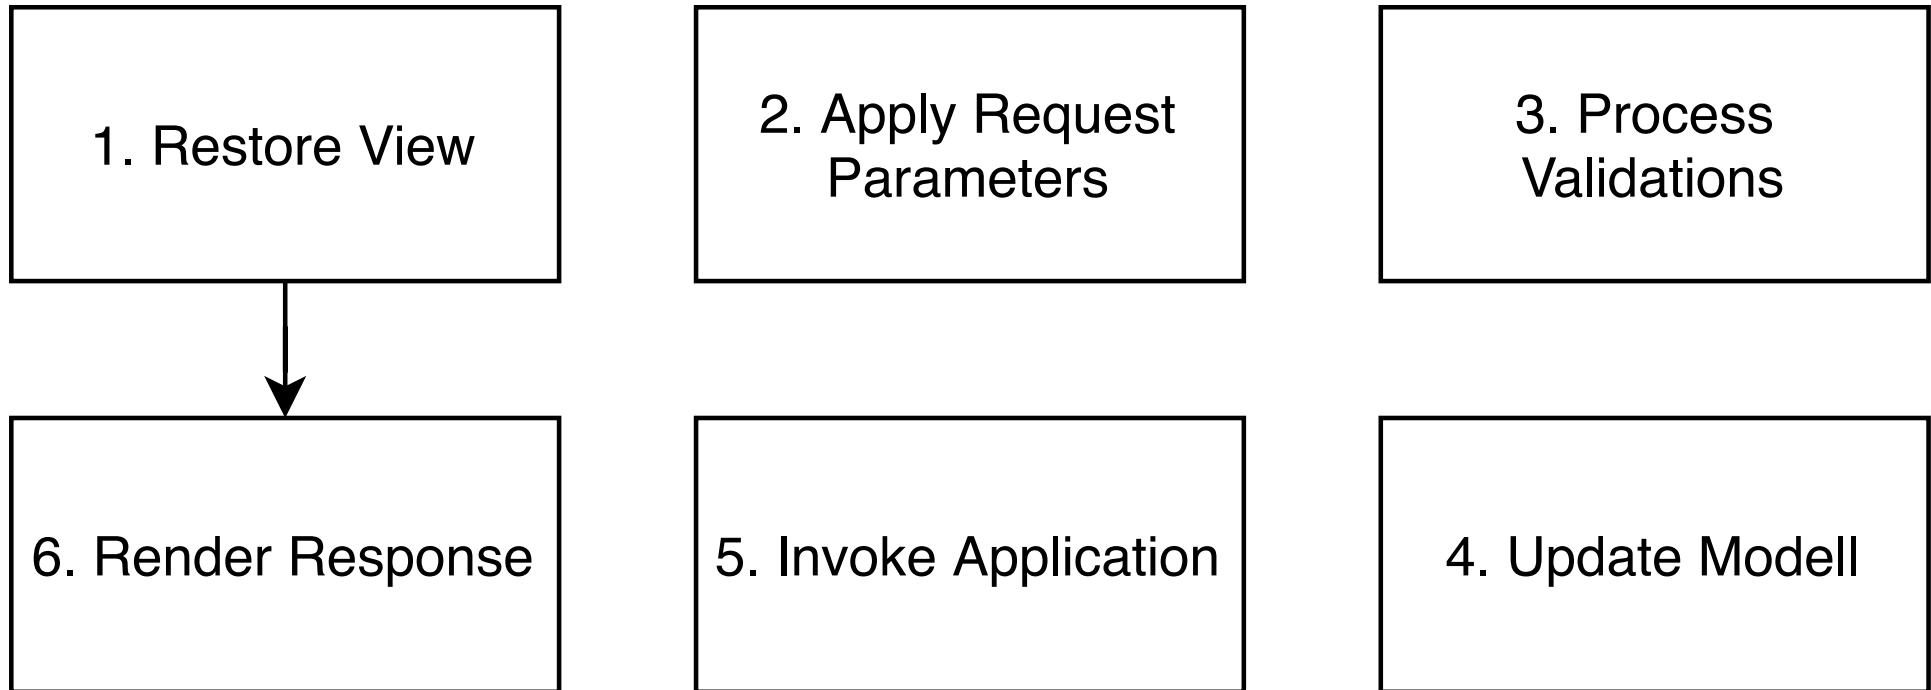 1. Restore View
2. Apply Request
Parameters
3. Process
Validations
6. Render Response
5. Invoke Application
4. Update Modell